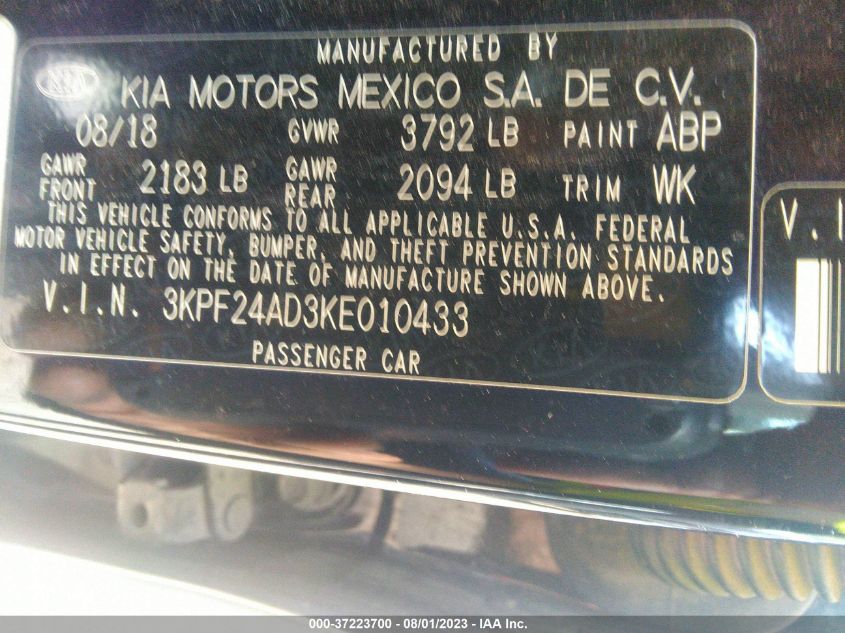 MANUFACTURED BY
KIA KIA MOTORS MEXICO S.A. DE C.V.
08/18 GVWR 3792 LB PAINT ABP
GAWR FRONT 2183 LB GAWR REAR 2094 LB TRIM WK
THIS VEHICLE CONFORMS TO ALL APPLICABLE U.S.A. FEDERAL
MOTOR VEHICLE SAFETY, BUMPER, AND THEFT PREVENTION STANDARDS
IN EFFECT ON THE DATE OF MANUFACTURE SHOWN ABOVE.
V.I.N. 3KPF24AD3KE010433
PASSENGER CAR
V.I
000-37223700 - 08/01/2023 - IAA Inc.